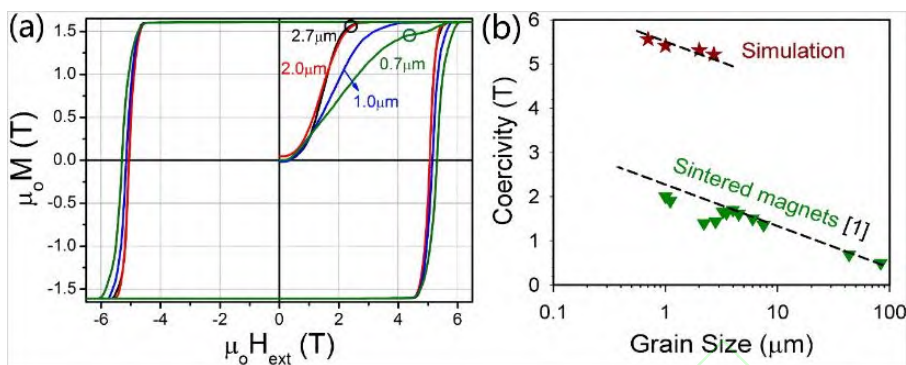 (a)
1.5
1.0
0.5
0.0
-0.5
-1.0
-1.5
μ₀M (T)
2.7μm
2.0μm
0.7μm
1.0μm
-6 -4 -2 0 2 4 6
μ₀H_ext (T)
(b)
6
5
4
3
2
1
0
Coercivity (T)
Simulation
Sintered magnets [1]
0.1 1 10 100
Grain Size (μm)